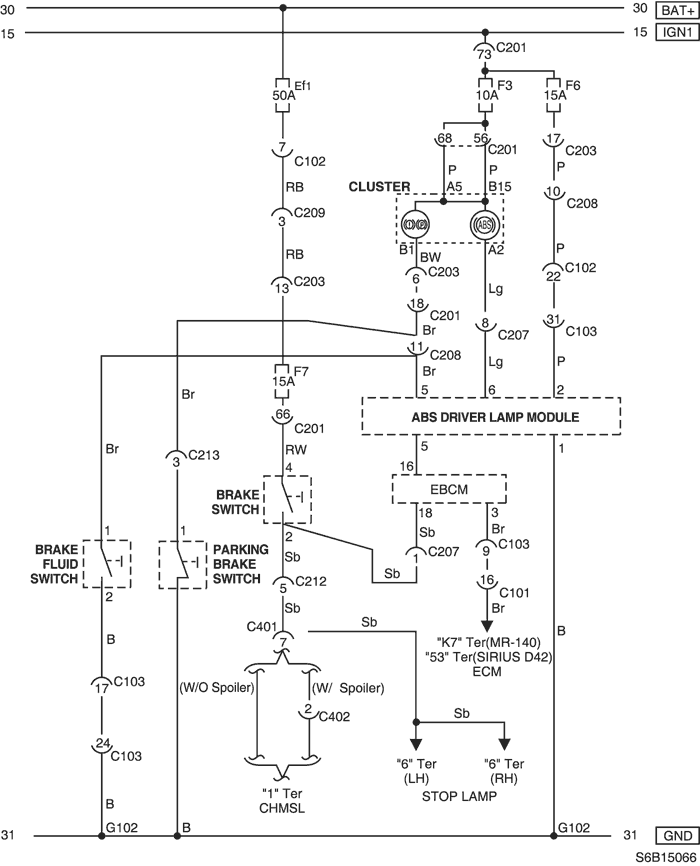 30 30 BAT+
15 15 IGN1
73 C201
Ef1 F3 F6
50A 10A 15A
68 56 17
7 C201 C203
C102 P P P
RB CLUSTER A5 B15 10
C209 C208
3 ABS
B1 A2
RB BW P
C203 C203 C102
13 6 Lg 22
18 C201 8 31
Br C207 C103
11 C208
F7 Br Lg P
15A 5 6 2
Br 66 ABS DRIVER LAMP MODULE
C201
Br C213 RW 5 1
3 4 16
BRAKE EBCM
SWITCH
2 18 3
Sb Br
1 1 Sb C207 9 C103
BRAKE PARKING 1
FLUID BRAKE C212 Sb 16 C101
SWITCH SWITCH 5
2 Sb Br
C401 Sb
B 7 "K7" Ter(MR-140) B
"53" Ter(SIRIUS D42)
ECM
17 C103 (W/O Spoiler) (W/ Spoiler)
2 C402 Sb
24 C103
"6" Ter "6" Ter
(LH) (RH)
"1" Ter STOP LAMP
CHMSL
B
31 G102 B G102 31 GND
S6B15066